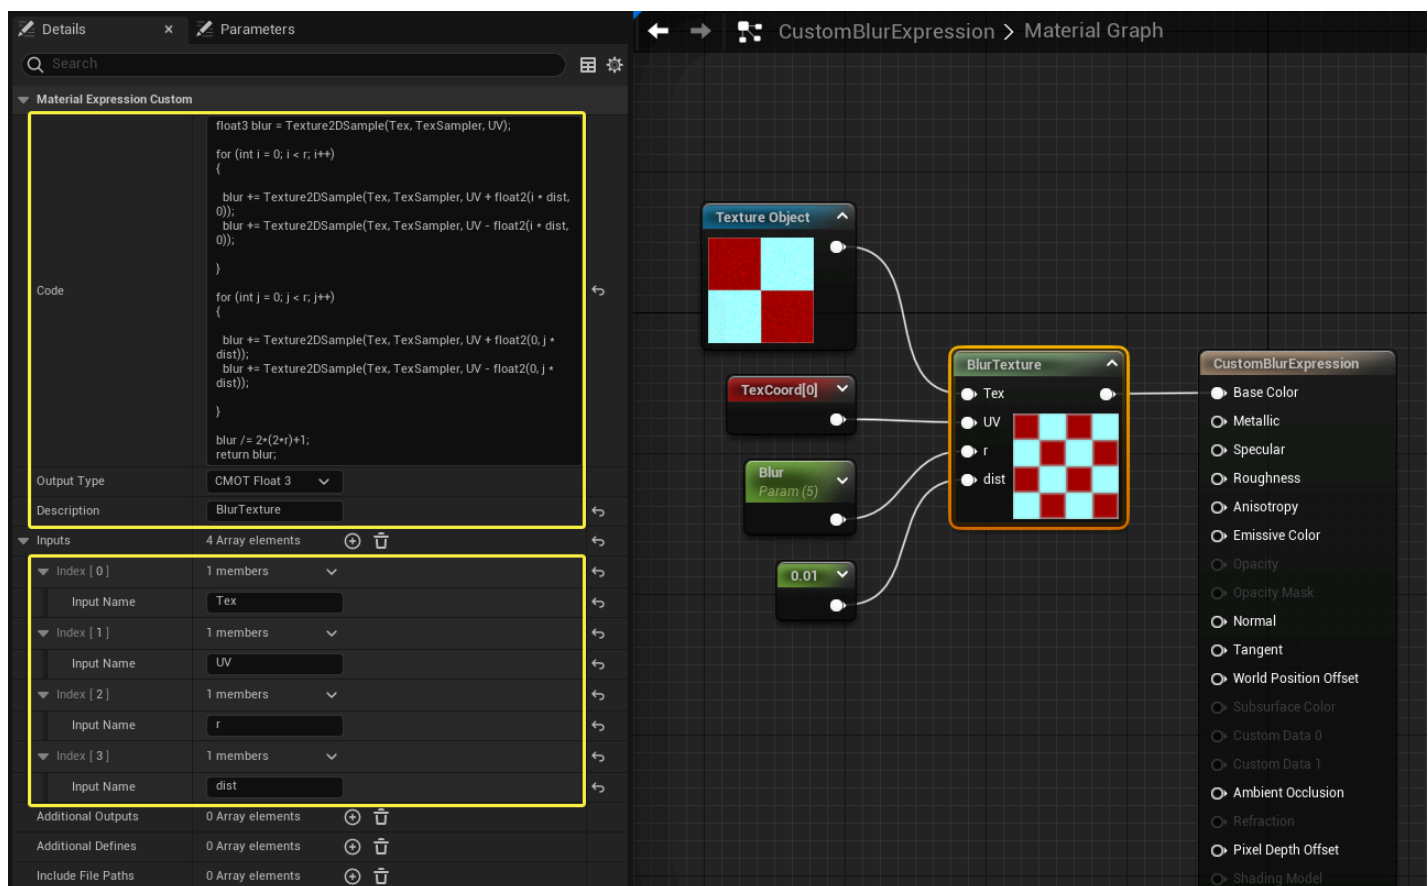 Details
Parameters
CustomBlurExpression > Material Graph
Search
Material Expression Custom
Code
float3 blur = Texture2DSample(Tex, TexSampler, UV);
for (int i = 0; i < r; i++)
{
blur += Texture2DSample(Tex, TexSampler, UV + float2(i * dist,
0));
blur += Texture2DSample(Tex, TexSampler, UV - float2(i * dist,
0));
}
for (int j = 0; j < r; j++)
{
blur += Texture2DSample(Tex, TexSampler, UV + float2(0, j *
dist));
blur += Texture2DSample(Tex, TexSampler, UV - float2(0, j *
dist));
}
blur /= 2*(2*r)+1;
return blur;
Output Type CMOT Float 3
Description BlurTexture
Inputs 4 Array elements
Index [ 0 ] 1 members
Input Name Tex
Index [ 1 ] 1 members
Input Name UV
Index [ 2 ] 1 members
Input Name r
Index [ 3 ] 1 members
Input Name dist
Additional Outputs 0 Array elements
Additional Defines 0 Array elements
Include File Paths 0 Array elements
Texture Object
TexCoord[0]
Blur
Param (5)
0.01
BlurTexture
Tex
UV
r
dist
CustomBlurExpression
Base Color
Metallic
Specular
Roughness
Anisotropy
Emissive Color
Opacity
Opacity Mask
Normal
Tangent
World Position Offset
Subsurface Color
Custom Data 0
Custom Data 1
Ambient Occlusion
Refraction
Pixel Depth Offset
Shading Model